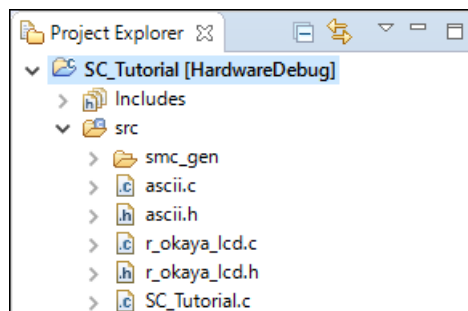 Project Explorer
SC_Tutorial [HardwareDebug]
Includes
src
smc_gen
ascii.c
ascii.h
r_okaya_lcd.c
r_okaya_lcd.h
SC_Tutorial.c